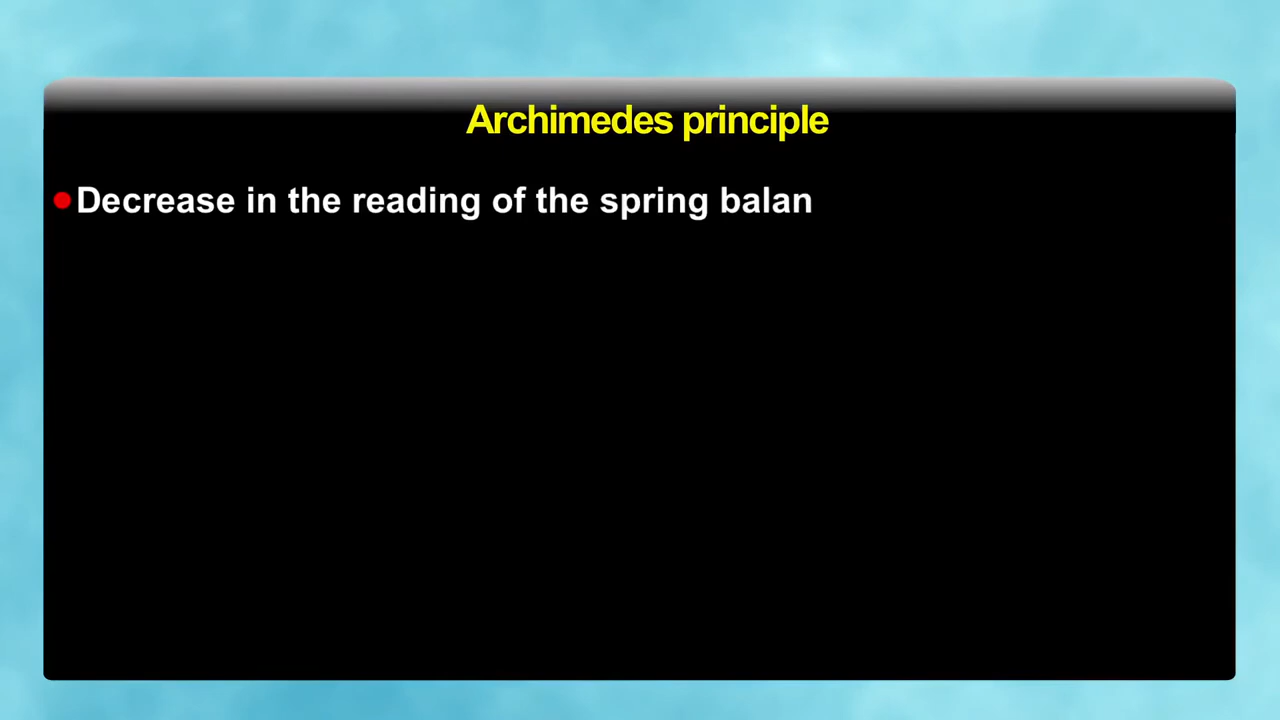 Archimedes principle
Decrease in the reading of the spring balan